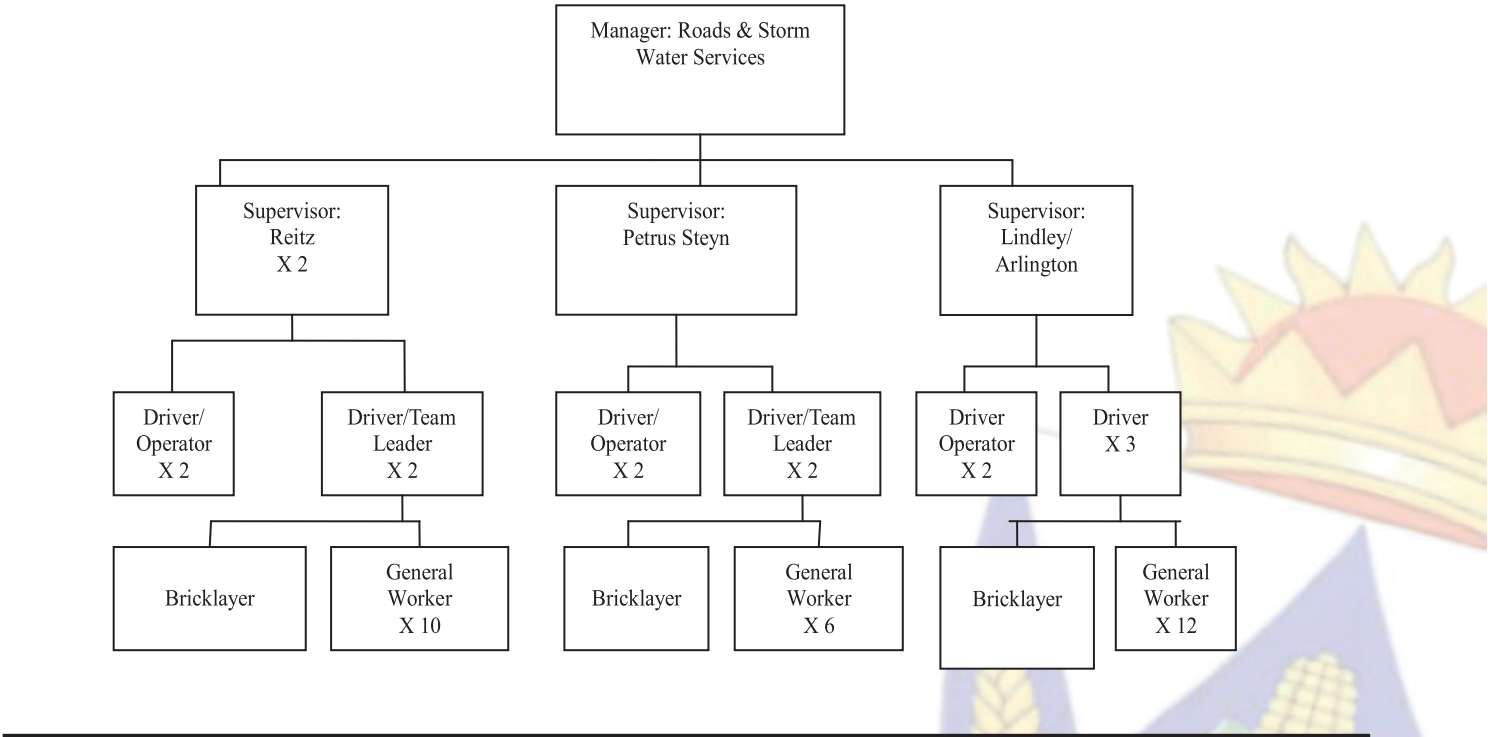 Manager: Roads & Storm
Water Services
Supervisor:
Reitz
X 2
Supervisor:
Petrus Steyn
Supervisor:
Lindley/
Arlington
Driver/
Operator
X 2
Driver/Team
Leader
X 2
Driver/
Operator
X 2
Driver/Team
Leader
X 2
Driver
Operator
X 2
Driver
X 3
Bricklayer
General
Worker
X 10
Bricklayer
General
Worker
X 6
Bricklayer
General
Worker
X 12